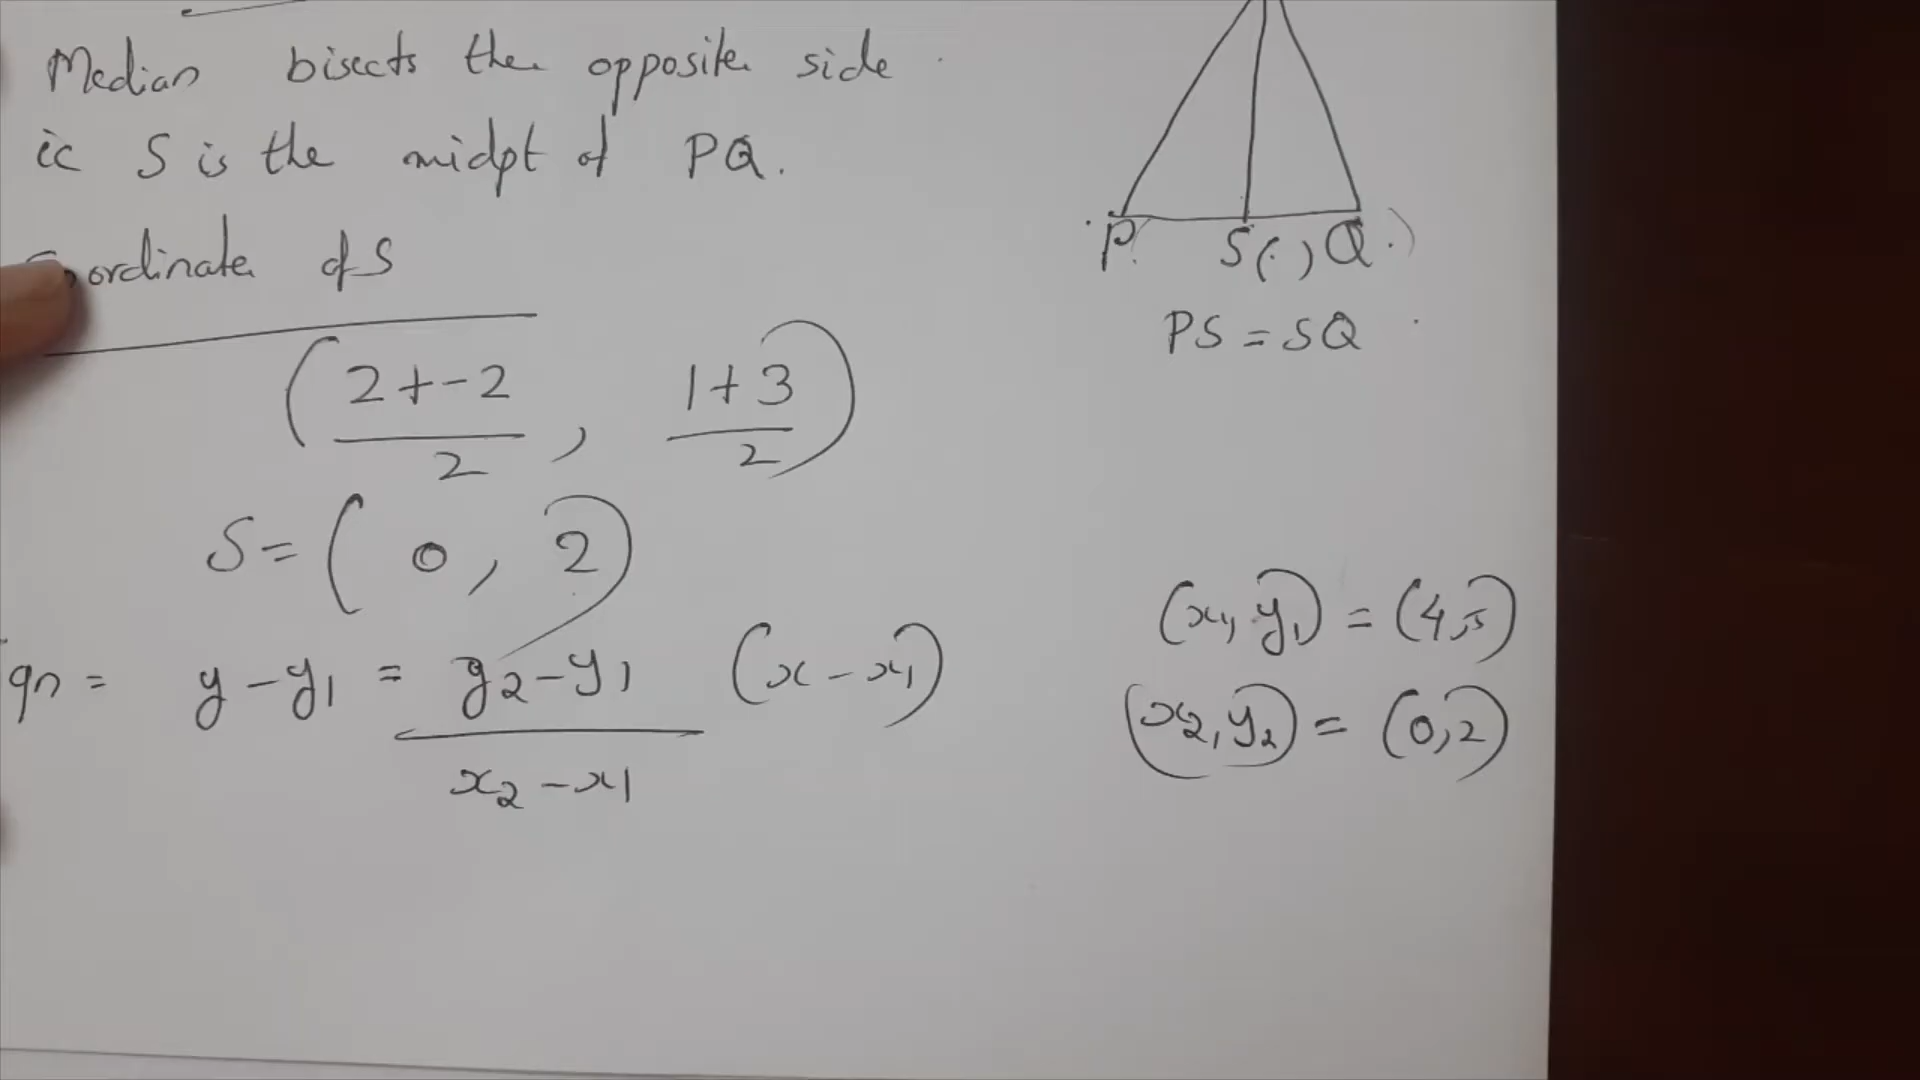 Median bisects the opposite side
ie S is the midpt of PQ.
ordinate of S
P S( ) Q
PS = SQ
(2+-2/2, 1+3/2)
S = (0, 2)
(x1, y1) = (4,5)
qn = y-y1 = y2-y1/x2-x1 (x-x1)
(x2, y2) = (0,2)